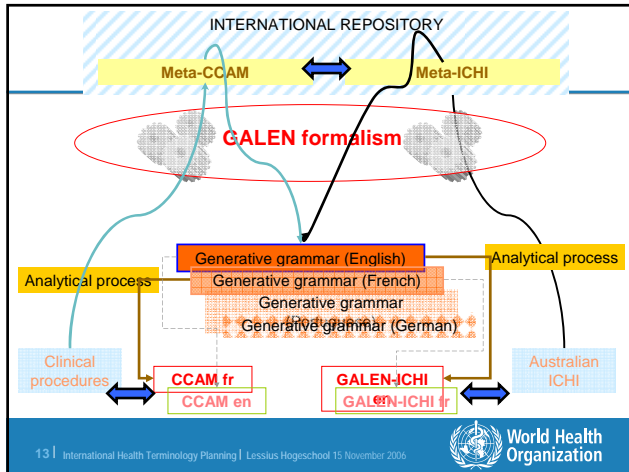 INTERNATIONAL REPOSITORY
Meta-CCAM
Meta-ICHI
GALEN formalism
Generative grammar (English)
Analytical process
Analytical process
Generative grammar (French)
Generative grammar
(Portuguese)
Generative grammar (German)
Clinical
procedures
CCAM fr
CCAM en
GALEN-ICHI
en
GALEN-ICHI fr
Australian
ICHI
13 | International Health Terminology Planning | Lessius Hogeschool 15 November 2006
World Health
Organization